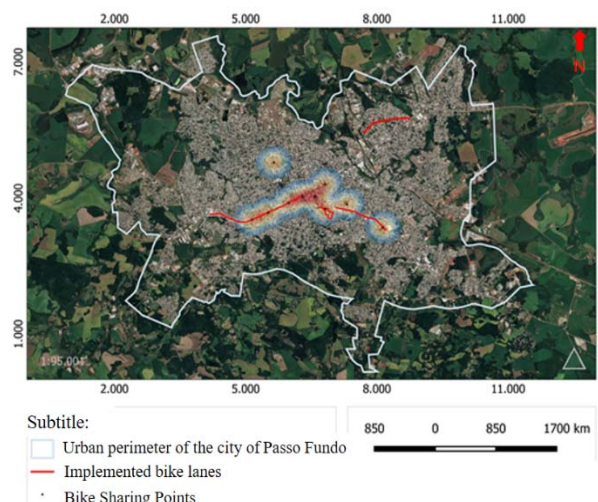 2.000 5.000 8.000 11.000
7.000
4.000
1.000
N
1:95.001
2.000 5.000 8.000 11.000
Subtitle:
Urban perimeter of the city of Passo Fundo
Implemented bike lanes
Bike Sharing Points
850 0 850 1700 km